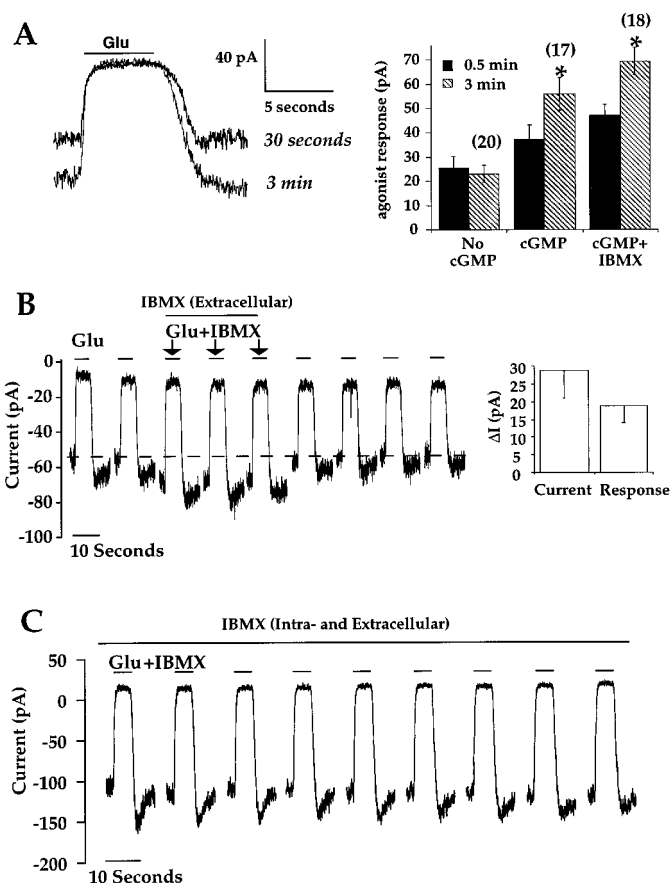 A
Glu
40 pA
5 seconds
30 seconds
3 min
agonist response (pA)
70
60
50
40
30
20
10
0
0.5 min
3 min
(20)
(17)
*
(18)
*
No cGMP
cGMP
cGMP+ IBMX
B
IBMX (Extracellular)
Glu
Glu+IBMX
Current (pA)
0
-20
-40
-60
-80
-100
10 Seconds
ΔI (pA)
30
25
20
15
10
5
0
Current
Response
C
IBMX (Intra- and Extracellular)
Glu+IBMX
Current (pA)
50
0
-50
-100
-150
-200
10 Seconds